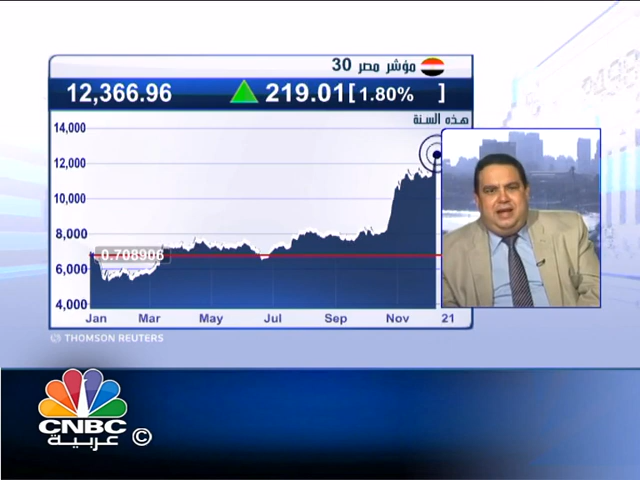 مؤشر مصر 30
12,366.96 219.01[ 1.80% ]
هذه السنة
14,000
12,000
10,000
8,000
0.708906
6,000
4,000
Jan Mar May Jul Sep Nov 21
THOMSON REUTERS
CNBC
عربية ©